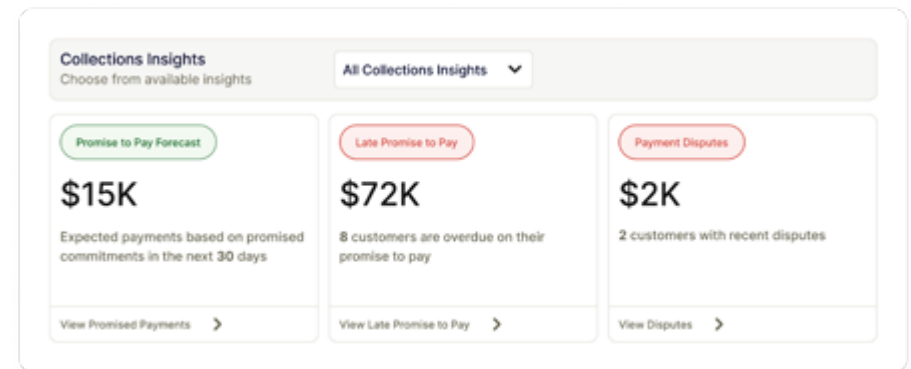 Collections Insights
Choose from available insights
All Collections Insights
Promise to Pay Forecast
$15K
Expected payments based on promised
commitments in the next 30 days
View Promised Payments
Late Promise to Pay
$72K
8 customers are overdue on their
promise to pay
View Late Promise to Pay
Payment Disputes
$2K
2 customers with recent disputes
View Disputes